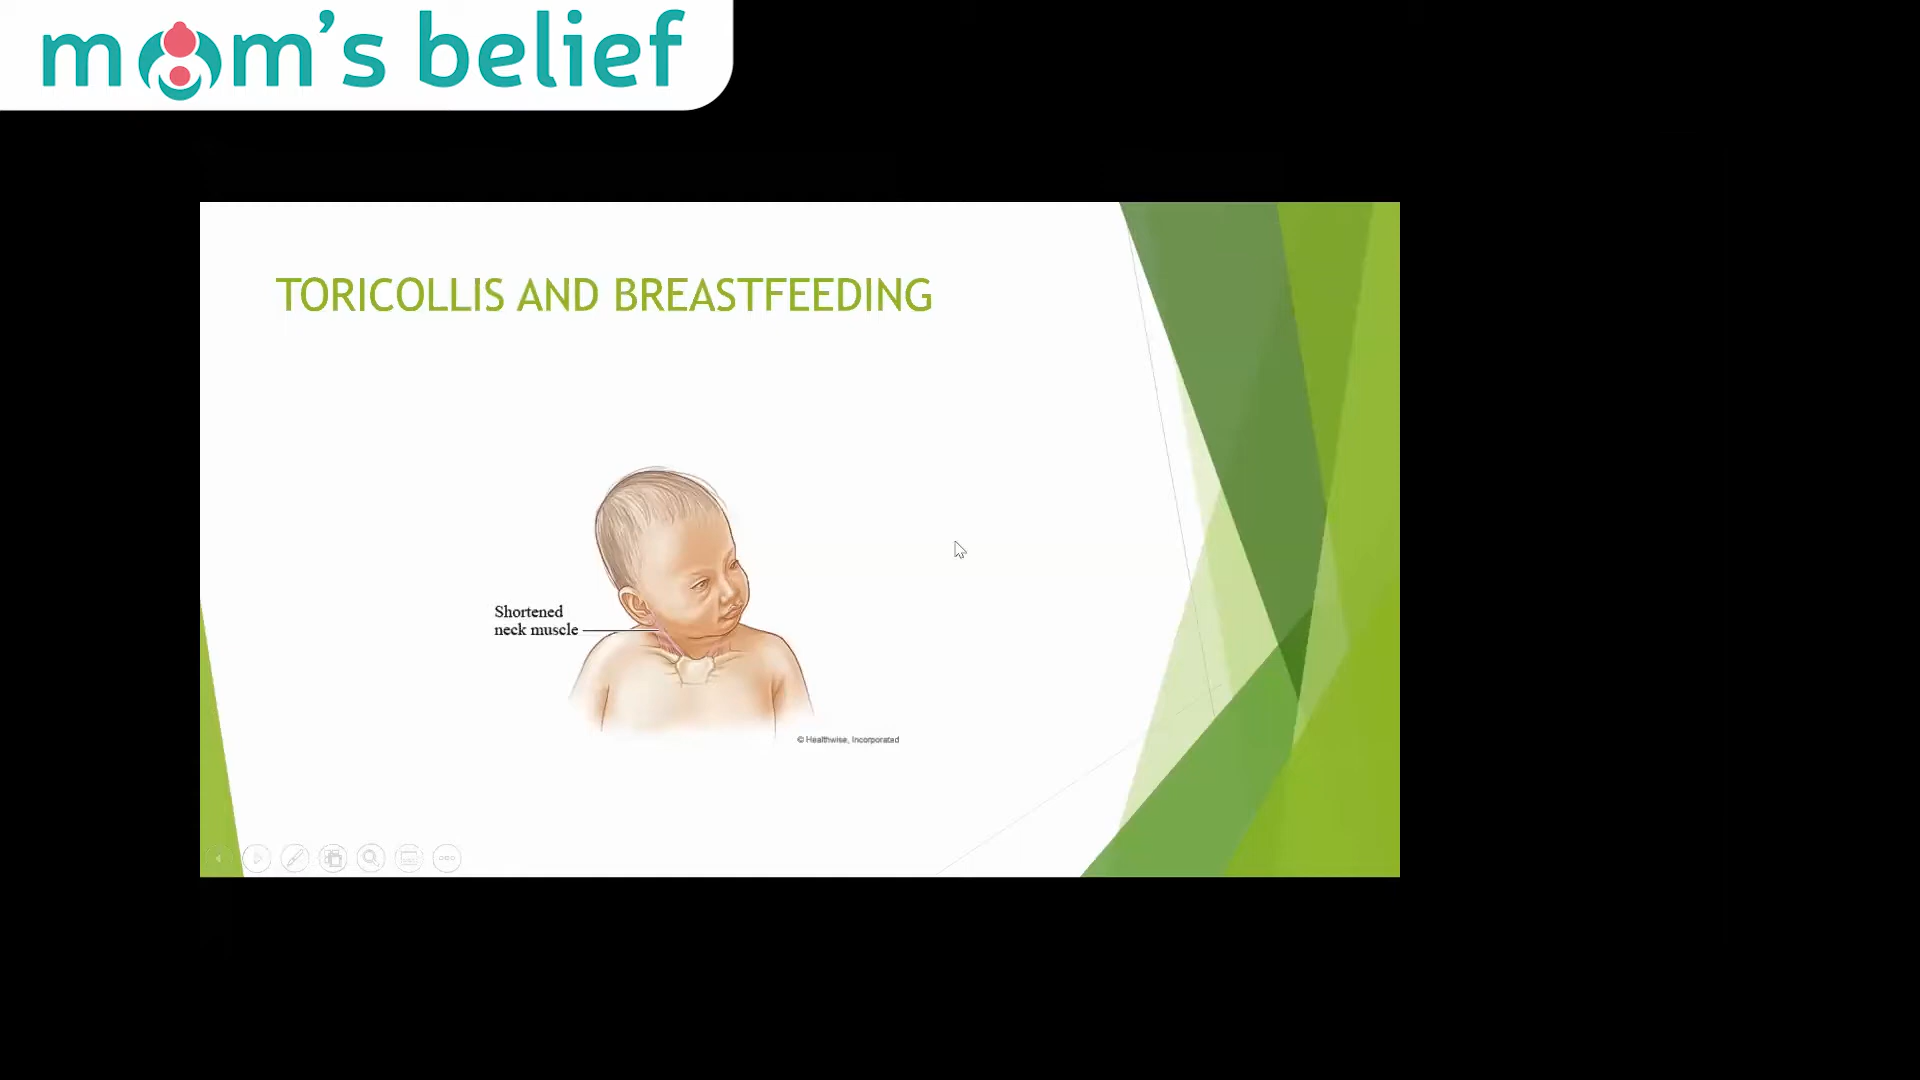 mom's belief
TORICOLLIS AND BREASTFEEDING
Shortened
neck muscle
© Healthwise, Incorporated